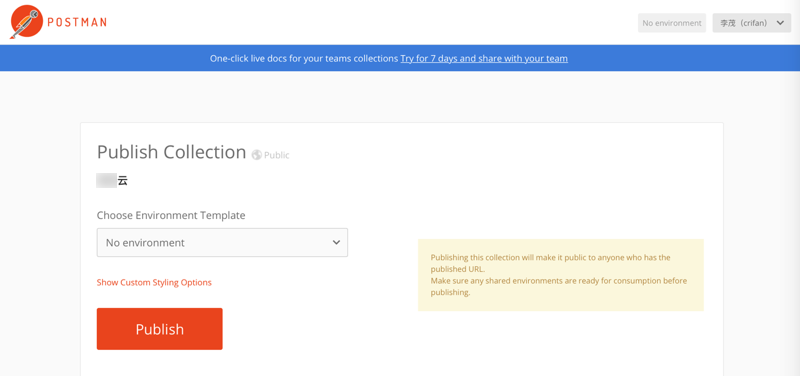 POSTMAN
No environment
李茂（crifan）
One-click live docs for your teams collections Try for 7 days and share with your team
Publish Collection Public
云
Choose Environment Template
No environment
Show Custom Styling Options
Publish
Publishing this collection will make it public to anyone who has the
published URL.
Make sure any shared environments are ready for consumption before
publishing.